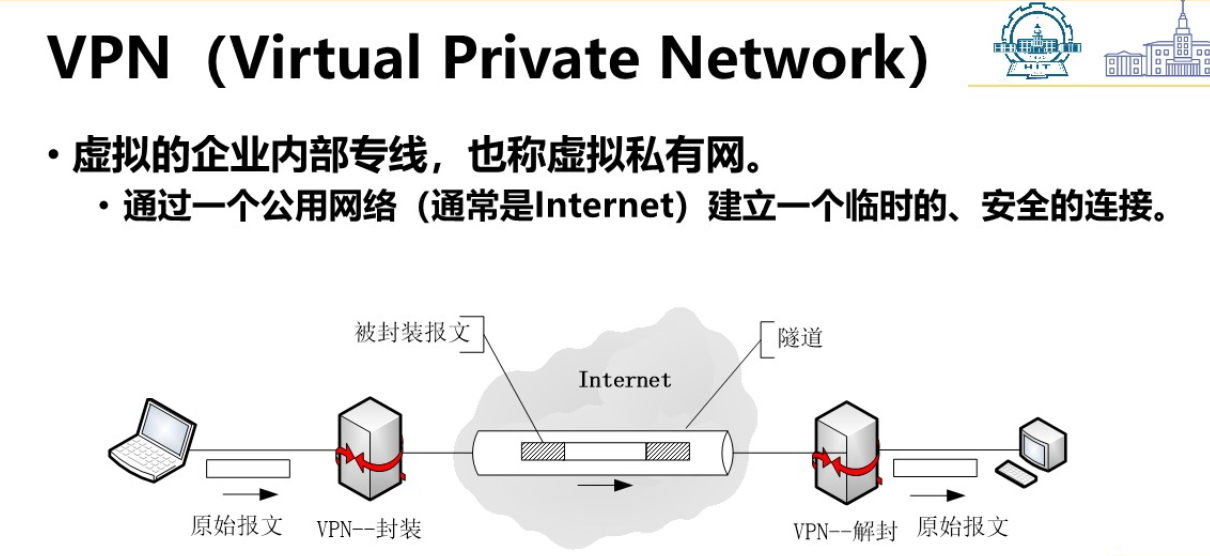 VPN（Virtual Private Network）
HIT
• 虚拟的企业内部专线，也称虚拟私有网。
• 通过一个公用网络（通常是Internet）建立一个临时的、安全的连接。
被封装报文
隧道
Internet
原始报文
VPN--封装
VPN--解封
原始报文